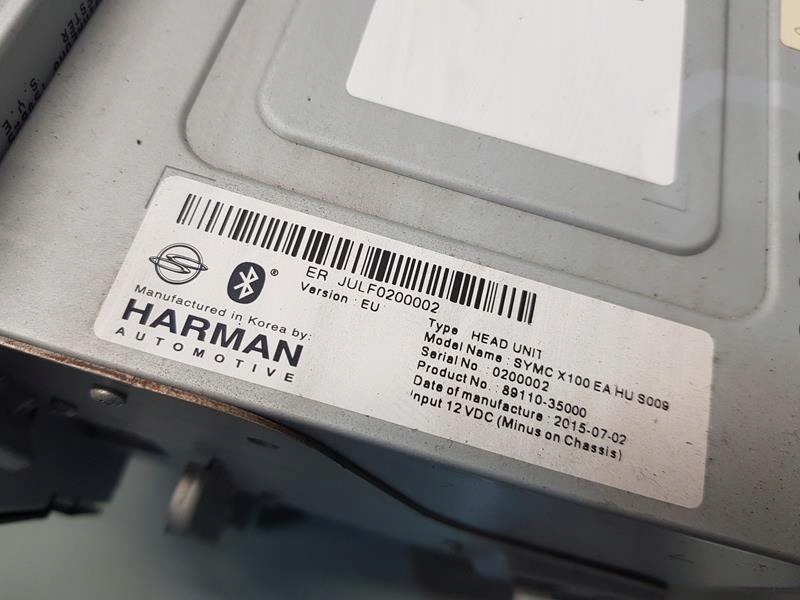 ER JULF0200002
Version : EU
Manufactured in Korea by:
HARMAN
AUTOMOTIVE
Type HEAD UNIT
Model Name : SYMC X100 EA HU S009
Serial No : 0200002
Product No : 89110-35000
Date of manufacture : 2015-07-02
Input 12 VDC (Minus on Chassis)